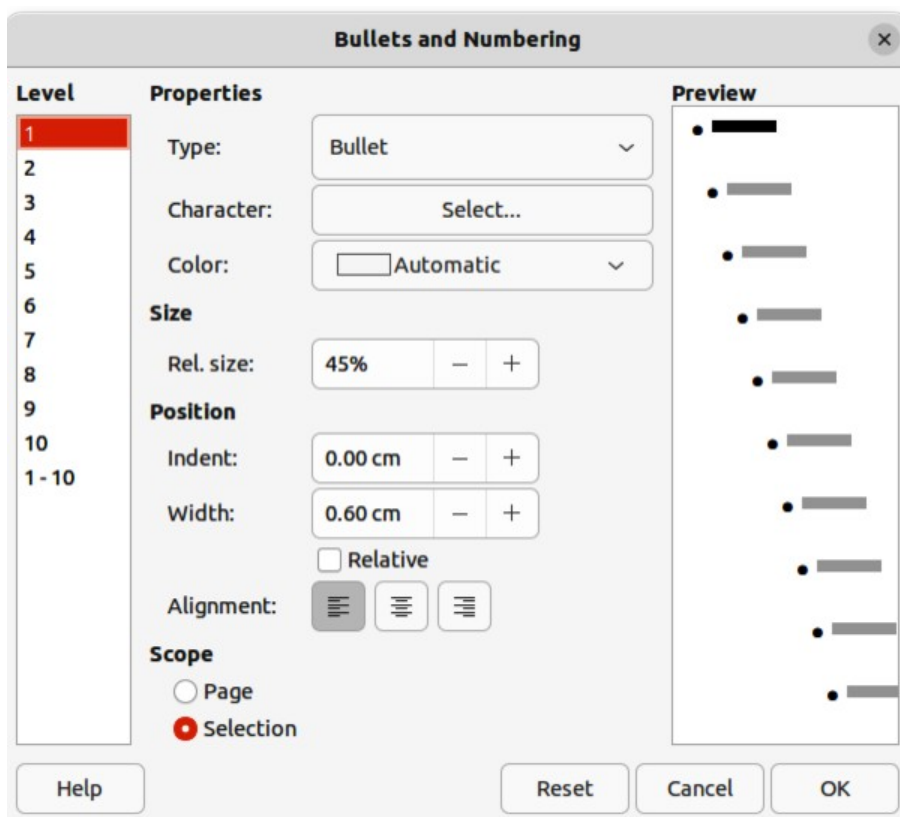 Bullets and Numbering
Level
1
2
3
4
5
6
7
8
9
10
1 - 10
Properties
Type:
Bullet
Character:
Select...
Color:
Automatic
Size
Rel. size:
45%
Position
Indent:
0.00 cm
Width:
0.60 cm
Relative
Alignment:
Scope
Page
Selection
Preview
Help
Reset
Cancel
OK